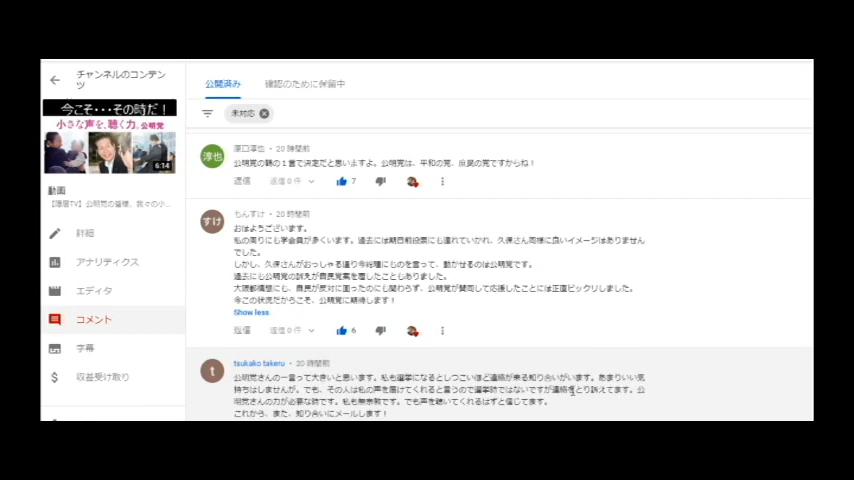 チャンネルのコンテン
ツ
今こそ・・・その時だ！
小さな声を、聴く力。公明党
6:14
動画
公明党の皆様、我々の小...
詳細
アナリティクス
エディタ
コメント
字幕
収益受け取り
公開済み
確認のために保留中
未対応
淳也
原口淳也 • 20 時間前
公明党の鶴の１言で決定だと思いますよ。公明党は、平和の党、庶民の党ですからね！
返信 返信 0 件 7
すけ
もんすけ • 20 時間前
おはようございます。
私の周りにも学会員が多くいます。過去には期日前投票にも連れていかれ、久保さん同様に良いイメージはありません
でした。
しかし、久保さんがおっしゃる通り今総理にものを言って、動かせるのは公明党です。
過去にも公明党の訴えが自民党案を覆したこともありました。
大阪都構想にも、自民が反対に回ったのにも関わらず、公明党が賛同して応援したことには正直ビックリしました。
今この状況だからこそ、公明党に期待します！
Show less
返信 返信 0 件 6
t
tsukako takeru • 20 時間前
公明党さんの一言って大きいと思います。私も選挙になるとしつこいほど連絡が来る知り合いがいます。あまりいい気
持ちはしませんが。でも、その人は私の声を届けてくれると言うので選挙時ではないですが連絡をとり訴えてます。公
明党さんの力が必要な時です。私も無宗教です。でも声を聴いてくれるはずと信じてます。
これから、また、知り合いにメールします！